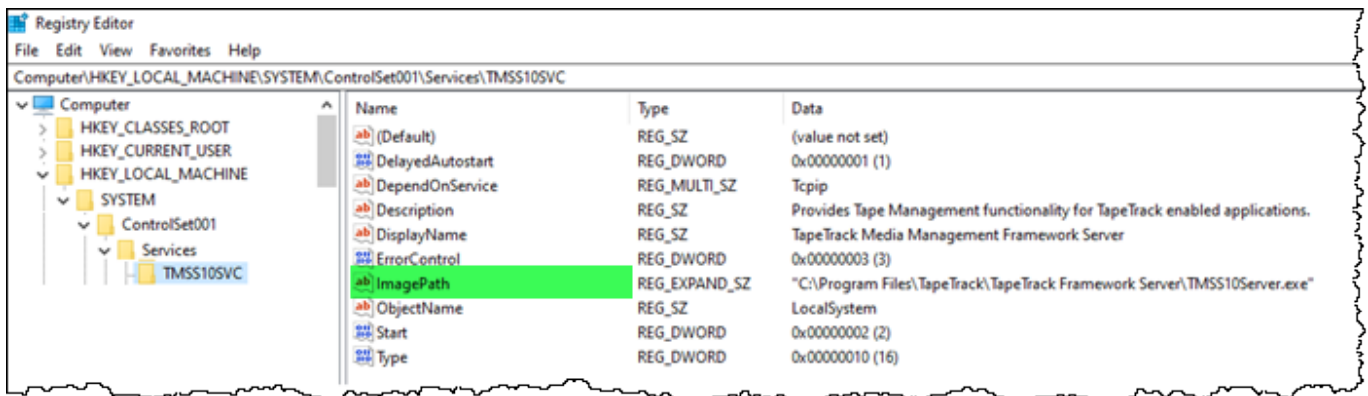 Registry Editor
File Edit View Favorites Help
Computer\HKEY_LOCAL_MACHINE\SYSTEM\ControlSet001\Services\TMSS10SVC
Computer
HKEY_CLASSES_ROOT
HKEY_CURRENT_USER
HKEY_LOCAL_MACHINE
SYSTEM
ControlSet001
Services
TMSS10SVC
Name Type Data
(Default) REG_SZ (value not set)
DelayedAutostart REG_DWORD 0x00000001 (1)
DependOnService REG_MULTI_SZ Tcpip
Description REG_SZ Provides Tape Management functionality for TapeTrack enabled applications.
DisplayName REG_SZ TapeTrack Media Management Framework Server
ErrorControl REG_DWORD 0x00000003 (3)
ImagePath REG_EXPAND_SZ "C:\Program Files\TapeTrack\TapeTrack Framework Server\TMSS10Server.exe"
ObjectName REG_SZ LocalSystem
Start REG_DWORD 0x00000002 (2)
Type REG_DWORD 0x00000010 (16)